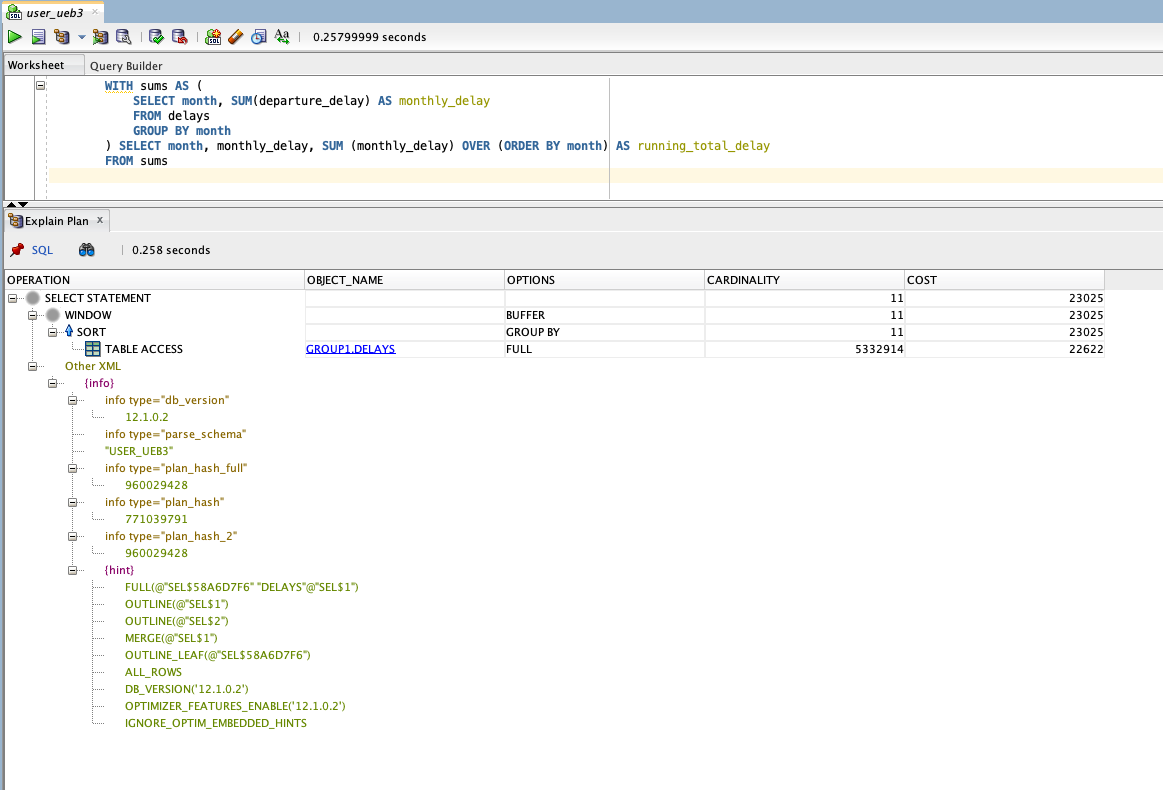 user_ueb3 ×
SQL Aa 0.25799999 seconds
Worksheet Query Builder
WITH sums AS (
SELECT month, SUM(departure_delay) AS monthly_delay
FROM delays
GROUP BY month
) SELECT month, monthly_delay, SUM (monthly_delay) OVER (ORDER BY month) AS running_total_delay
FROM sums
Explain Plan ×
SQL 0.258 seconds
OPERATION OBJECT_NAME OPTIONS CARDINALITY COST
SELECT STATEMENT 11 23025
WINDOW BUFFER 11 23025
SORT GROUP BY 11 23025
TABLE ACCESS GROUP1.DELAYS FULL 5332914 22622
Other XML
{info}
info type="db_version"
12.1.0.2
info type="parse_schema"
"USER_UEB3"
info type="plan_hash_full"
960029428
info type="plan_hash"
771039791
info type="plan_hash_2"
960029428
{hint}
FULL(@"SEL$58A6D7F6" "DELAYS"@"SEL$1")
OUTLINE(@"SEL$1")
OUTLINE(@"SEL$2")
MERGE(@"SEL$1")
OUTLINE_LEAF(@"SEL$58A6D7F6")
ALL_ROWS
DB_VERSION('12.1.0.2')
OPTIMIZER_FEATURES_ENABLE('12.1.0.2')
IGNORE_OPTIM_EMBEDDED_HINTS